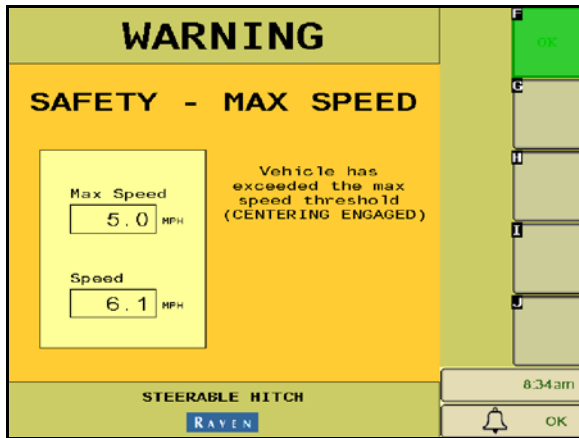 WARNING
SAFETY - MAX SPEED
Max Speed
5.0 MPH
Speed
6.1 MPH
Vehicle has
exceeded the max
speed threshold
(CENTERING ENGAGED)
STEERABLE HITCH
RAVEN
F
OK
G
H
I
J
8:34am
OK